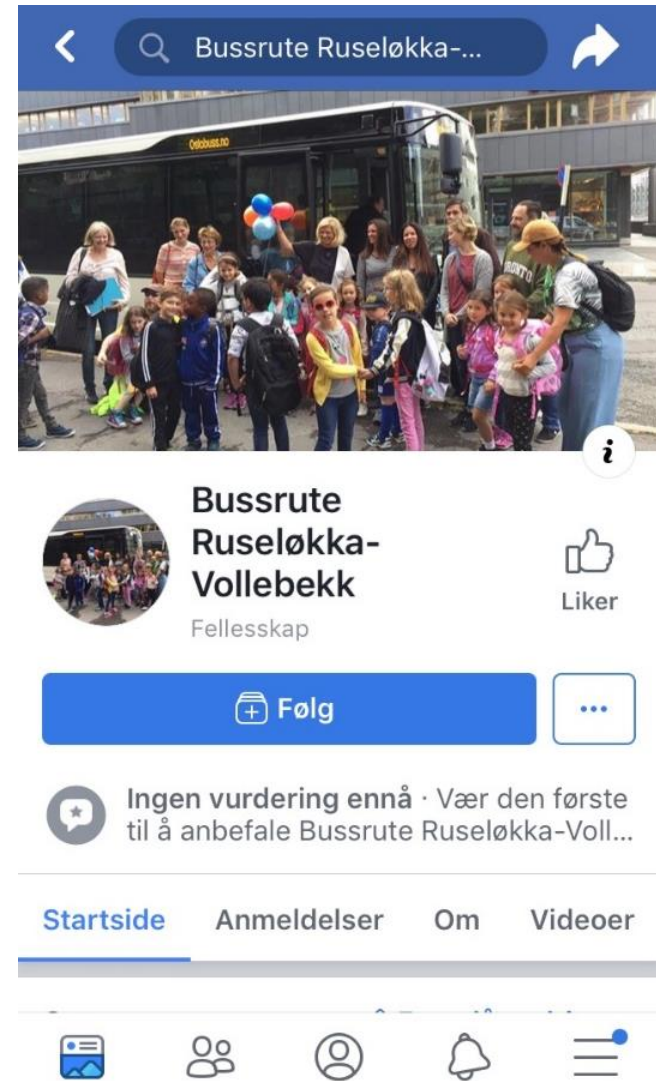 Bussrute Ruseløkka-...
Oslobuss.no
TORONTO
Bussrute
Ruseløkka-
Vollebekk
Fellesskap
Liker
Følg
Ingen vurdering ennå · Vær den første
til å anbefale Bussrute Ruseløkka-Voll...
Startside Anmeldelser Om Videoer